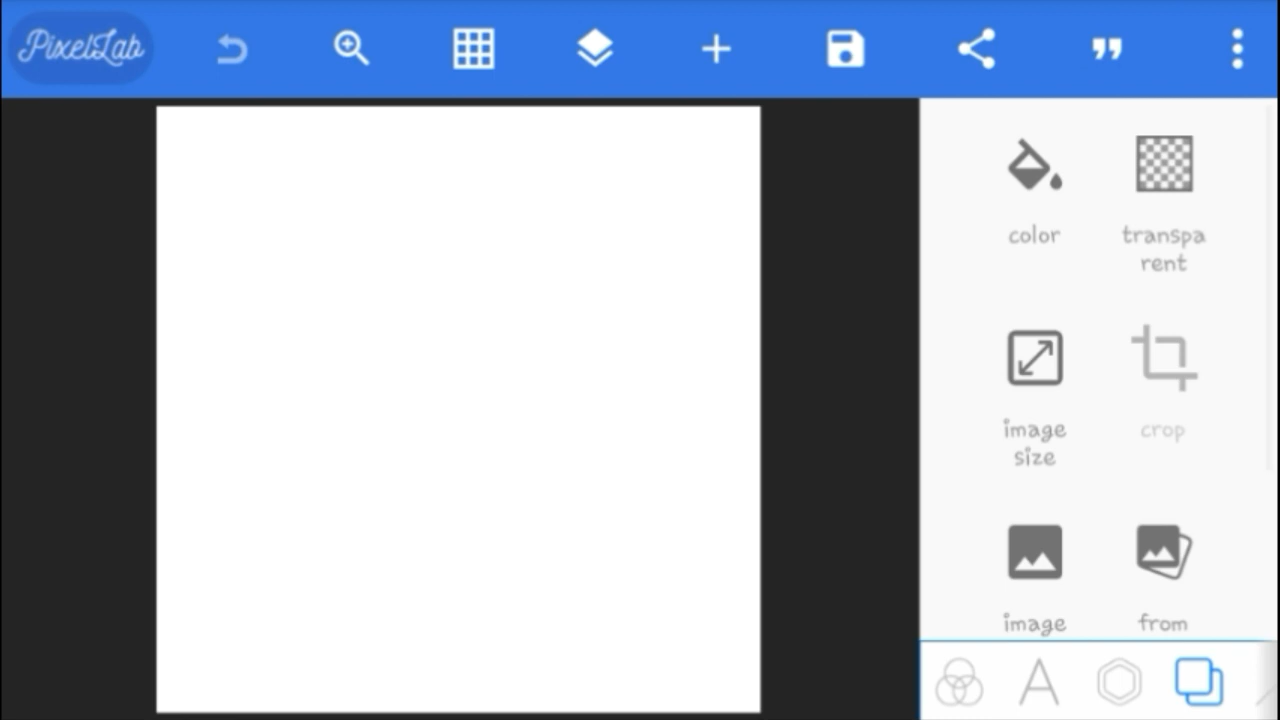 PixelLab
color
transpa
rent
image
size
crop
image
from